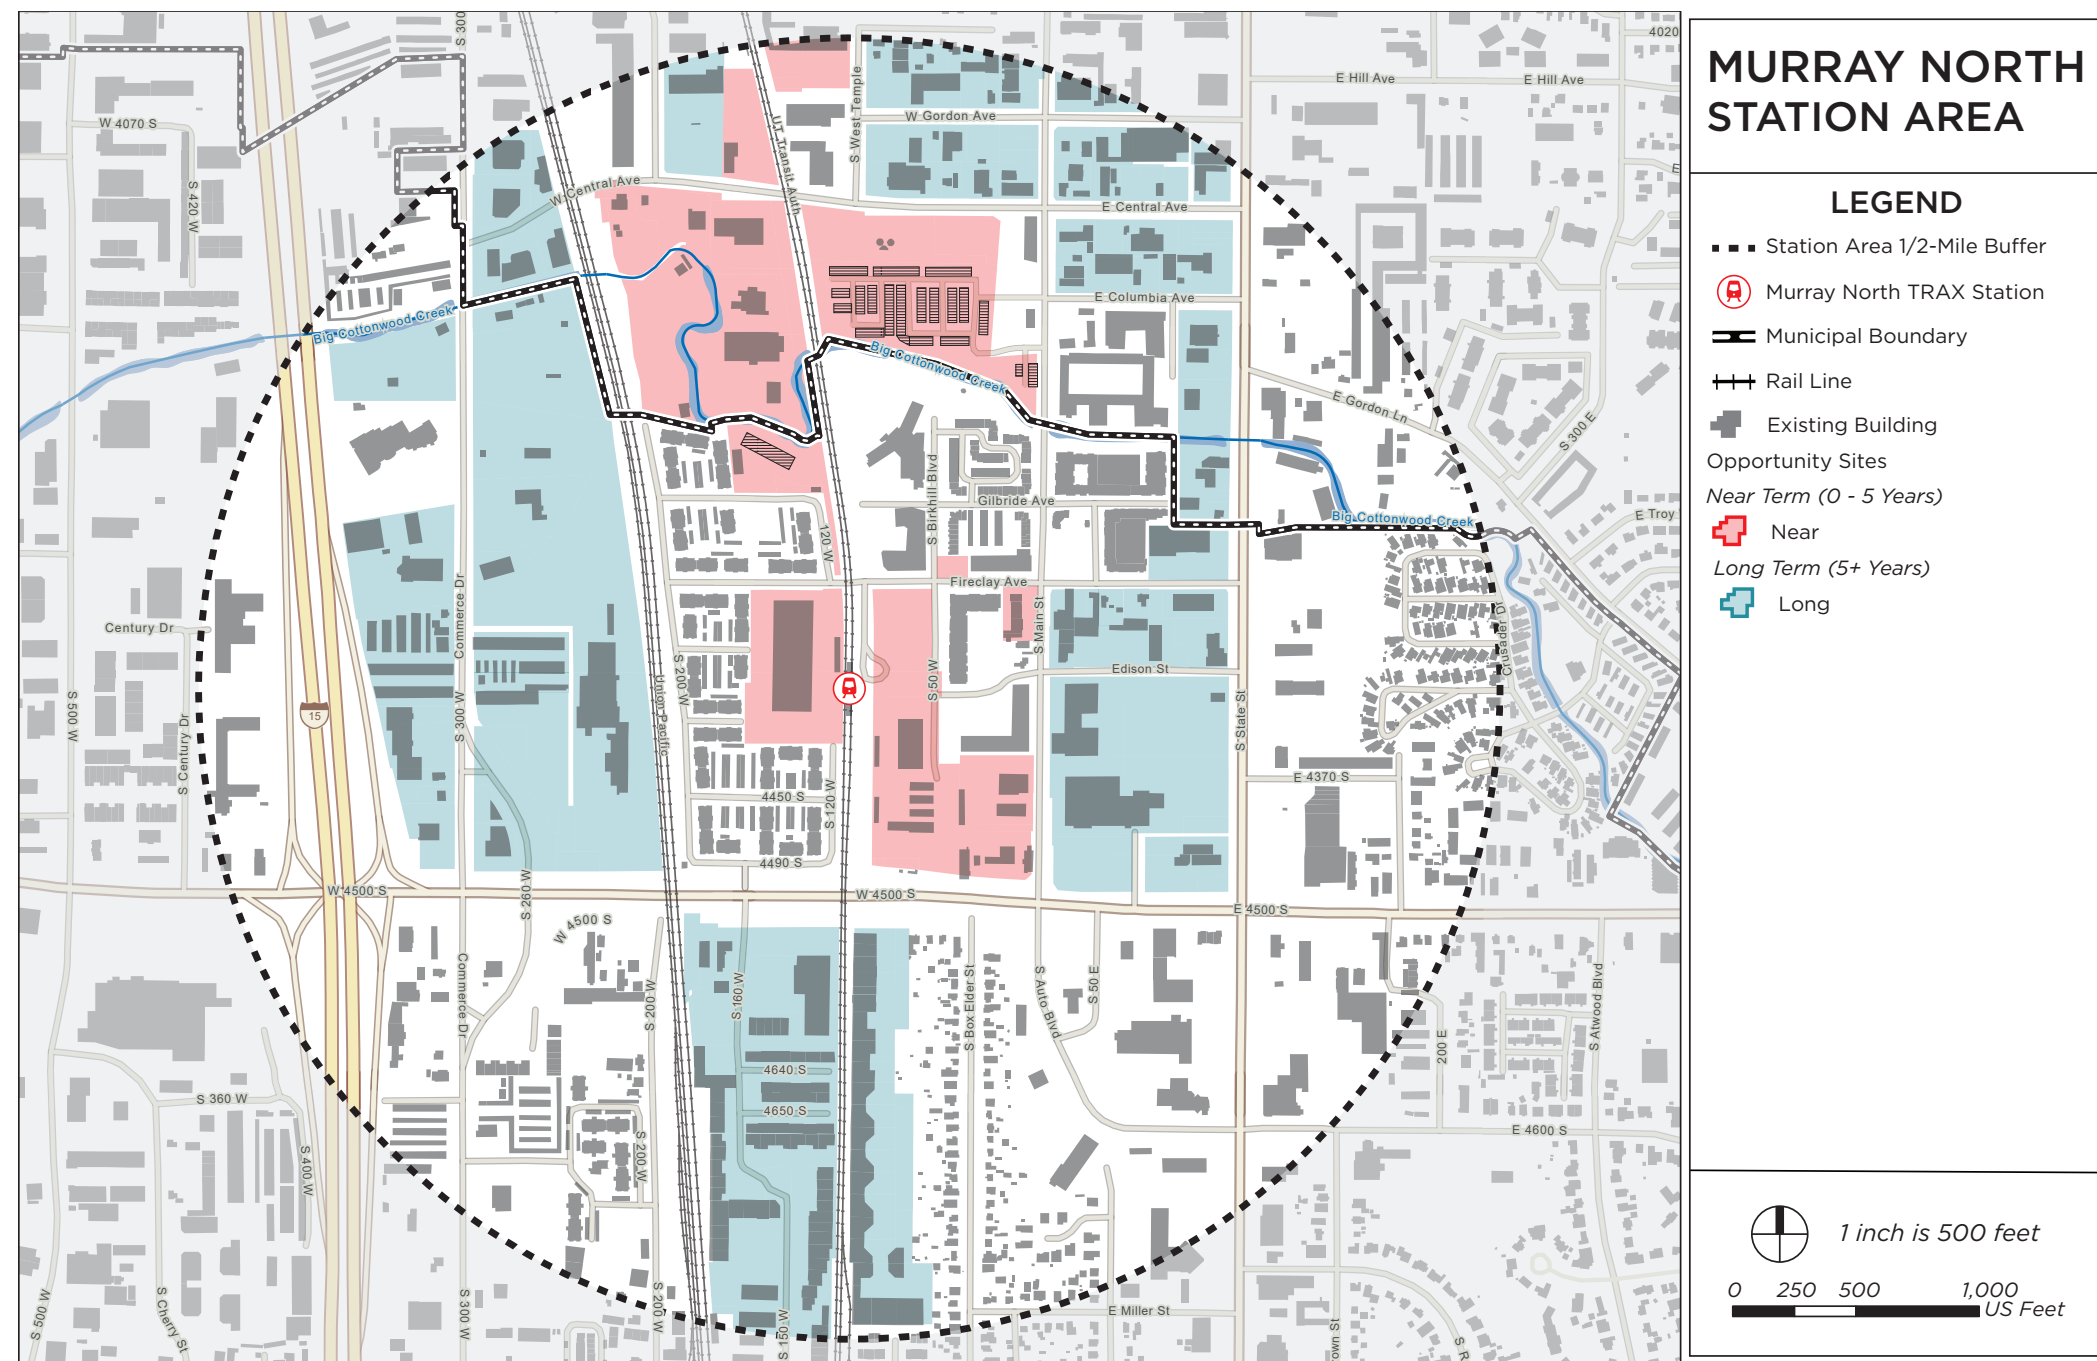 MURRAY NORTH
STATION AREA
LEGEND
Station Area 1/2-Mile Buffer
Murray North TRAX Station
Municipal Boundary
Rail Line
Existing Building
Opportunity Sites
Near Term (0 - 5 Years)
Near
Long Term (5+ Years)
Long
1 inch is 500 feet
0 250 500 1,000
US Feet
S 300
4020
E Hill Ave
E Hill Ave
W 4070 S
W Gordon Ave
S West Temple
UT Transit Auth
E
W Central Ave
S 420 W
E Central Ave
E Columbia Ave
Big Cottonwood Creek
Big Cottonwood Creek
E Gordon Ln
S 300 E
S Birkhill Blvd
Gilbride Ave
Big Cottonwood Creek
E Troy
120 W
Fireclay Ave
Commerce Dr
S Main St
Crusader Dr
Century Dr
Edison St
S 200 W
S 50 W
S 500 W
S Century Dr
15
S 300 W
Union Pacific
S State St
E 4370 S
4450 S
S 120 W
4490 S
W 4500 S
S 260 W
W 4500 S
E 4500 S
W 4500 S
Commerce Dr
S 200 W
S 160 W
S Box Elder St
S Auto Blvd
S 50 E
200 E
S Atwood Blvd
4640 S
S 360 W
4650 S
E 4600 S
S 400 W
S 200 W
S 500 W
S Cherry St
S 300 W
S 200 W
S 150 W
E Miller St
own St
S R